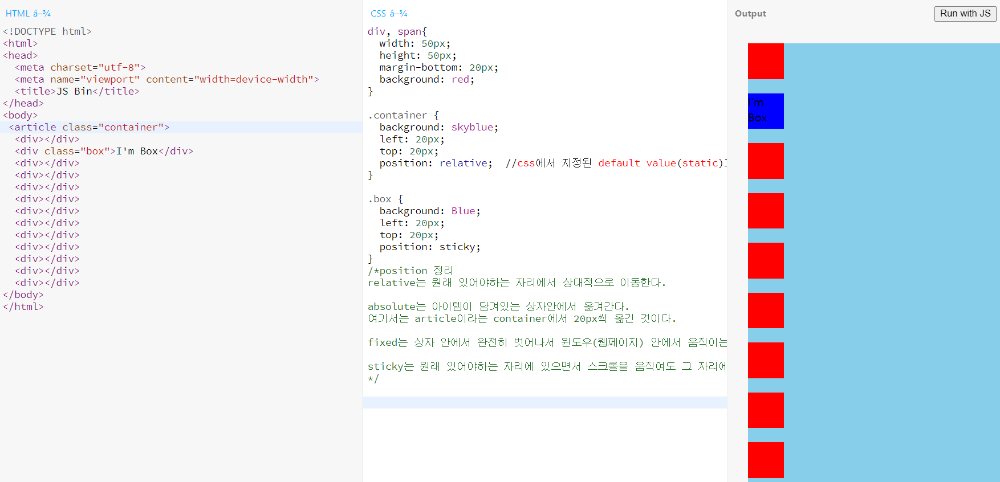 HTML â–¾
<!DOCTYPE html>
<html>
<head>
  <meta charset="utf-8">
  <meta name="viewport" content="width=device-width">
  <title>JS Bin</title>
</head>
<body>
 <article class="container">
  <div></div>
  <div class="box">I'm Box</div>
  <div></div>
  <div></div>
  <div></div>
  <div></div>
  <div></div>
  <div></div>
  <div></div>
  <div></div>
  <div></div>
  <div></div>
  <div></div>
</body>
</html>
CSS â–¾
div, span{
  width: 50px;
  height: 50px;
  margin-bottom: 20px;
  background: red;
}
.container {
  background: skyblue;
  left: 20px;
  top: 20px;
  position: relative;  //css에서 지정된 default value(static)
}
.box {
  background: Blue;
  left: 20px;
  top: 20px;
  position: sticky;
}
/*position 정리
relative는 원래 있어야하는 자리에서 상대적으로 이동한다.
absolute는 아이템이 담겨있는 상자안에서 옮겨간다.
여기서는 article이라는 container에서 20px씩 옮긴 것이다.
fixed는 상자 안에서 완전히 벗어나서 윈도우(웹페이지) 안에서 움직이는
sticky는 원래 있어야하는 자리에 있으면서 스크롤을 움직여도 그 자리에
*/
Output
Run with JS
I'm
Box